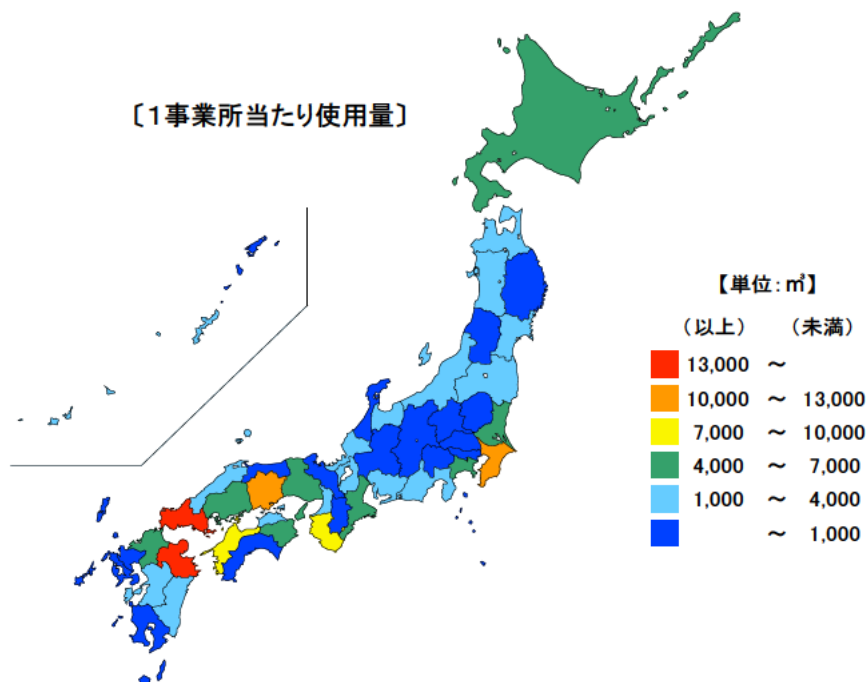 〔1事業所当たり使用量〕
【単位:㎥】
(以上) (未満)
13,000 ～
10,000 ～ 13,000
7,000 ～ 10,000
4,000 ～ 7,000
1,000 ～ 4,000
～ 1,000